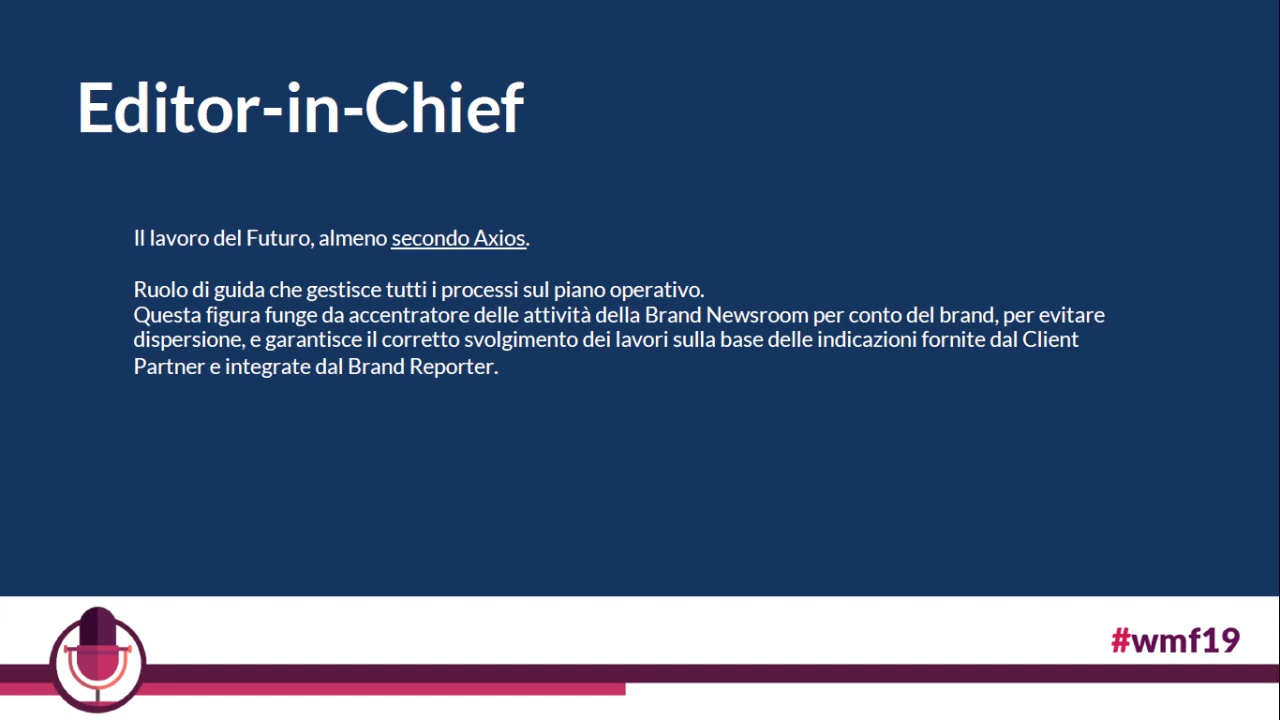 Editor-in-Chief
Il lavoro del Futuro, almeno secondo Axios.
Ruolo di guida che gestisce tutti i processi sul piano operativo.
Questa figura funge da accentratore delle attività della Brand Newsroom per conto del brand, per evitare
dispersione, e garantisce il corretto svolgimento dei lavori sulla base delle indicazioni fornite dal Client
Partner e integrate dal Brand Reporter.
#wmf19